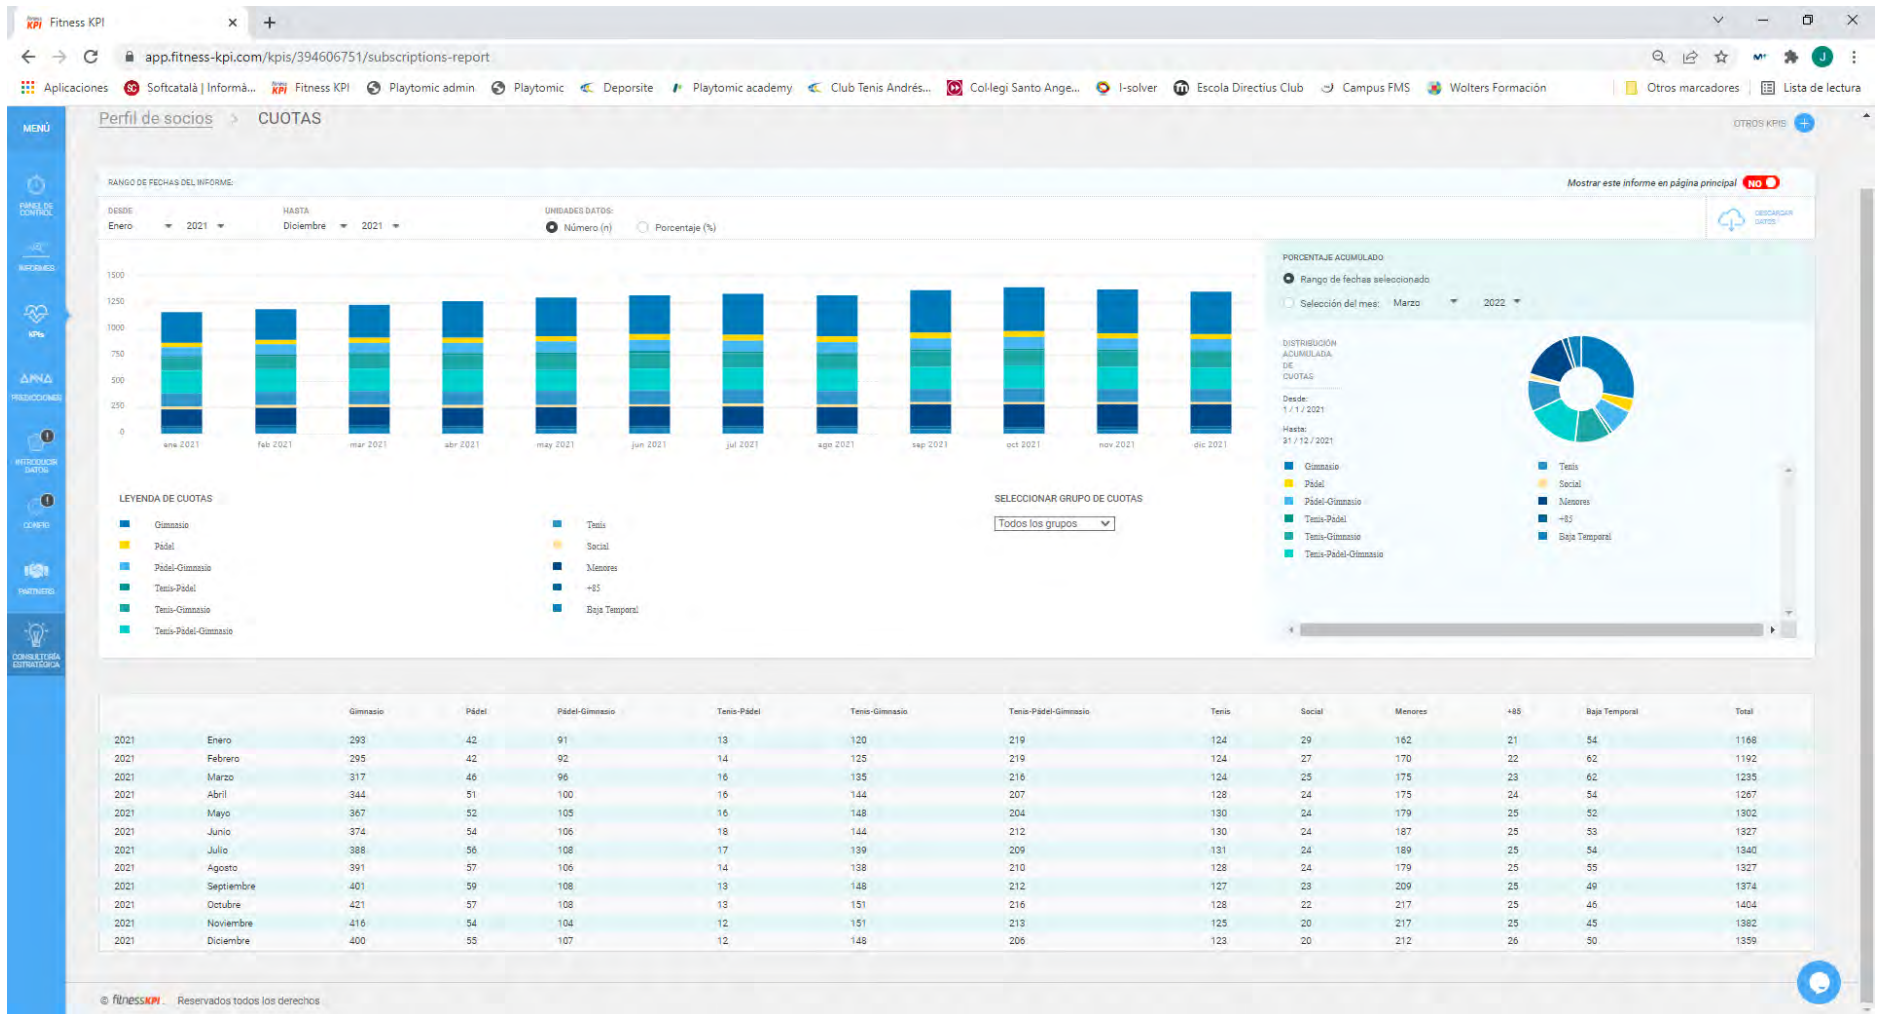 Fitness KPI
app.fitness-kpi.com/kpis/394606751/subscriptions-report
Aplicaciones Softcatalà | Informà... Fitness KPI Playtomic admin Playtomic Deporsite Playtomic academy Club Tenis Andrés... Col·legi Santo Ange... I-solver Escola Directius Club Campus FMS Wolters Formación Otros marcadores Lista de lectura
MENÚ
PANEL DE CONTROL
INFORMES
KPIs
PREDICCIONES
INTRODUCIR DATOS
CONFIG
PARTNERS
CONSULTORÍA ESTRATÉGICA
Perfil de socios > CUOTAS
OTROS KPIS
RANGO DE FECHAS DEL INFORME:
Mostrar este informe en página principal NO
DESDE HASTA UNIDADES DATOS:
Enero 2021 Diciembre 2021 Número (n) Porcentaje (%)
DESCARGAR DATOS
1500
1250
1000
750
500
250
0
ene 2021 feb 2021 mar 2021 abr 2021 may 2021 jun 2021 jul 2021 ago 2021 sep 2021 oct 2021 nov 2021 dic 2021
LEYENDA DE CUOTAS
Gimnasio
Pádel
Pádel-Gimnasio
Tenis-Pádel
Tenis-Gimnasio
Tenis-Pádel-Gimnasio
Tenis
Social
Menores
+85
Baja Temporal
SELECCIONAR GRUPO DE CUOTAS
Todos los grupos
PORCENTAJE ACUMULADO
Rango de fechas seleccionado
Selección del mes: Marzo 2022
DISTRIBUCIÓN
ACUMULADA
DE
CUOTAS
Desde:
1 / 1 / 2021
Hasta:
31 / 12 / 2021
Gimnasio
Pádel
Pádel-Gimnasio
Tenis-Pádel
Tenis-Gimnasio
Tenis-Pádel-Gimnasio
Tenis
Social
Menores
+85
Baja Temporal
Gimnasio Pádel Pádel-Gimnasio Tenis-Pádel Tenis-Gimnasio Tenis-Pádel-Gimnasio Tenis Social Menores +85 Baja Temporal Total
2021 Enero 293 42 91 13 120 219 124 29 162 21 54 1168
2021 Febrero 295 42 92 14 125 219 124 27 170 22 62 1192
2021 Marzo 317 46 96 16 135 216 124 25 175 23 62 1235
2021 Abril 344 51 100 16 144 207 128 24 175 24 54 1267
2021 Mayo 367 52 105 16 148 204 130 24 179 25 52 1302
2021 Junio 374 54 106 18 144 212 130 24 187 25 53 1327
2021 Julio 388 56 108 17 139 209 131 24 189 25 54 1340
2021 Agosto 391 57 106 14 138 210 128 24 179 25 55 1327
2021 Septiembre 401 59 108 13 148 212 127 23 209 25 49 1374
2021 Octubre 421 57 108 13 151 216 128 22 217 25 46 1404
2021 Noviembre 416 54 104 12 151 213 125 20 217 25 45 1382
2021 Diciembre 400 55 107 12 148 206 123 20 212 26 50 1359
© fitnessKPI. Reservados todos los derechos